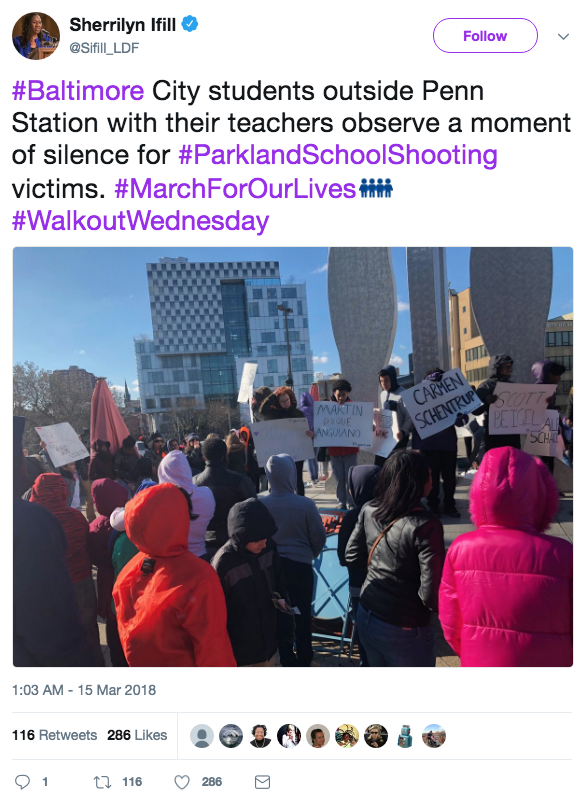 Sherrilyn Ifill
@Sifill_LDF
Follow
#Baltimore City students outside Penn
Station with their teachers observe a moment
of silence for #ParklandSchoolShooting
victims. #MarchForOurLives
#WalkoutWednesday
MARTIN
DUQUE
ANGUIANO
CARMEN
SCHENTRUP
SCOTT
BEIGEL
SCHA
1:03 AM - 15 Mar 2018
116 Retweets 286 Likes
1 116 286